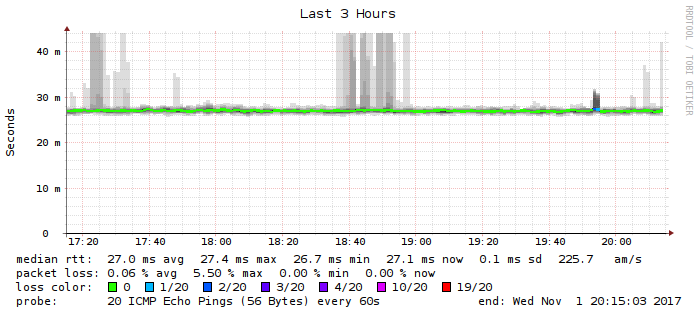 Last 3 Hours
RRDTOOL / TOBI OETIKER
Seconds
40 m
30 m
20 m
10 m
0
17:20 17:40 18:00 18:20 18:40 19:00 19:20 19:40 20:00
median rtt: 27.0 ms avg 27.4 ms max 26.7 ms min 27.1 ms now 0.1 ms sd 225.7 am/s
packet loss: 0.06 % avg 5.50 % max 0.00 % min 0.00 % now
loss color: 0 1/20 2/20 3/20 4/20 10/20 19/20
probe: 20 ICMP Echo Pings (56 Bytes) every 60s end: Wed Nov 1 20:15:03 2017